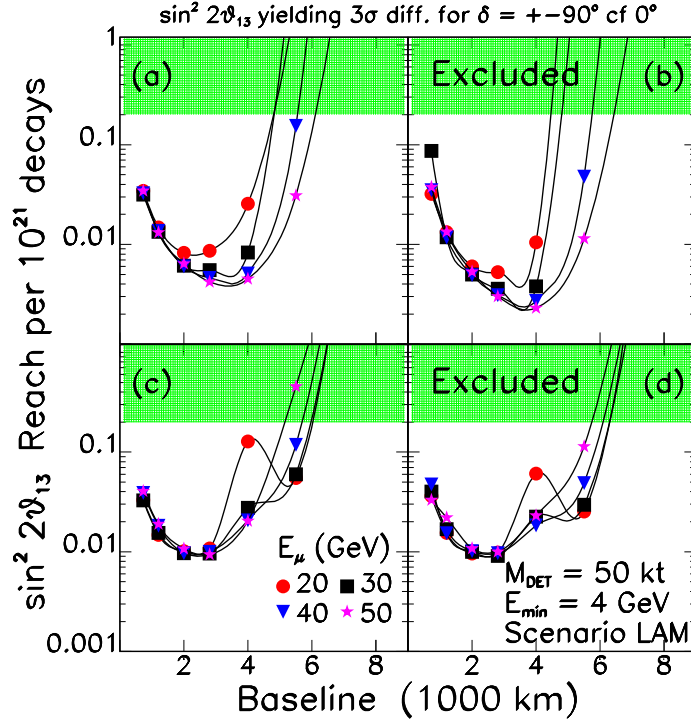 sin² 2ϑ₁₃ yielding 3σ diff. for δ = +−90° cf 0°
sin² 2ϑ₁₃ Reach per 10²¹ decays
1
0.1
0.01
0.1
0.01
0.001
(a)
Excluded
(b)
(c)
Excluded
(d)
E_μ (GeV)
20 30
40 50
M_DET = 50 kt
E_min = 4 GeV
Scenario LAM
2 4 6 8 2 4 6 8
Baseline (1000 km)